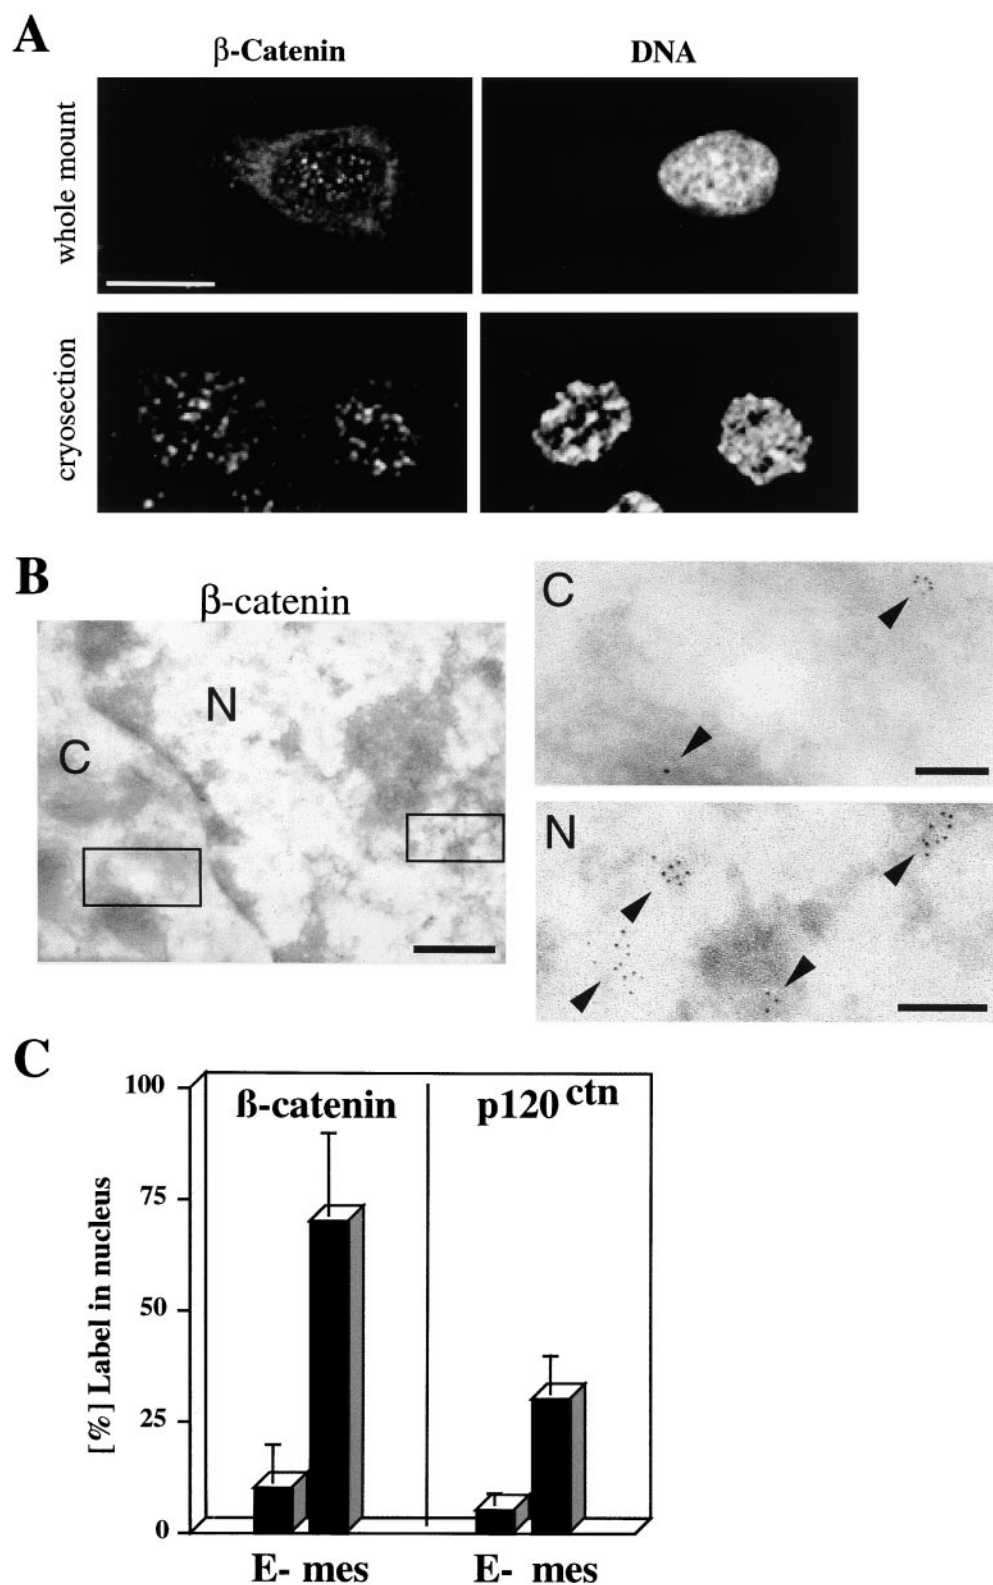 A
β-Catenin
DNA
whole mount
cryosection
B
β-catenin
N
C
C
N
C
100
75
50
25
0
[%] Label in nucleus
ß-catenin
p120 ctn
E- mes
E- mes